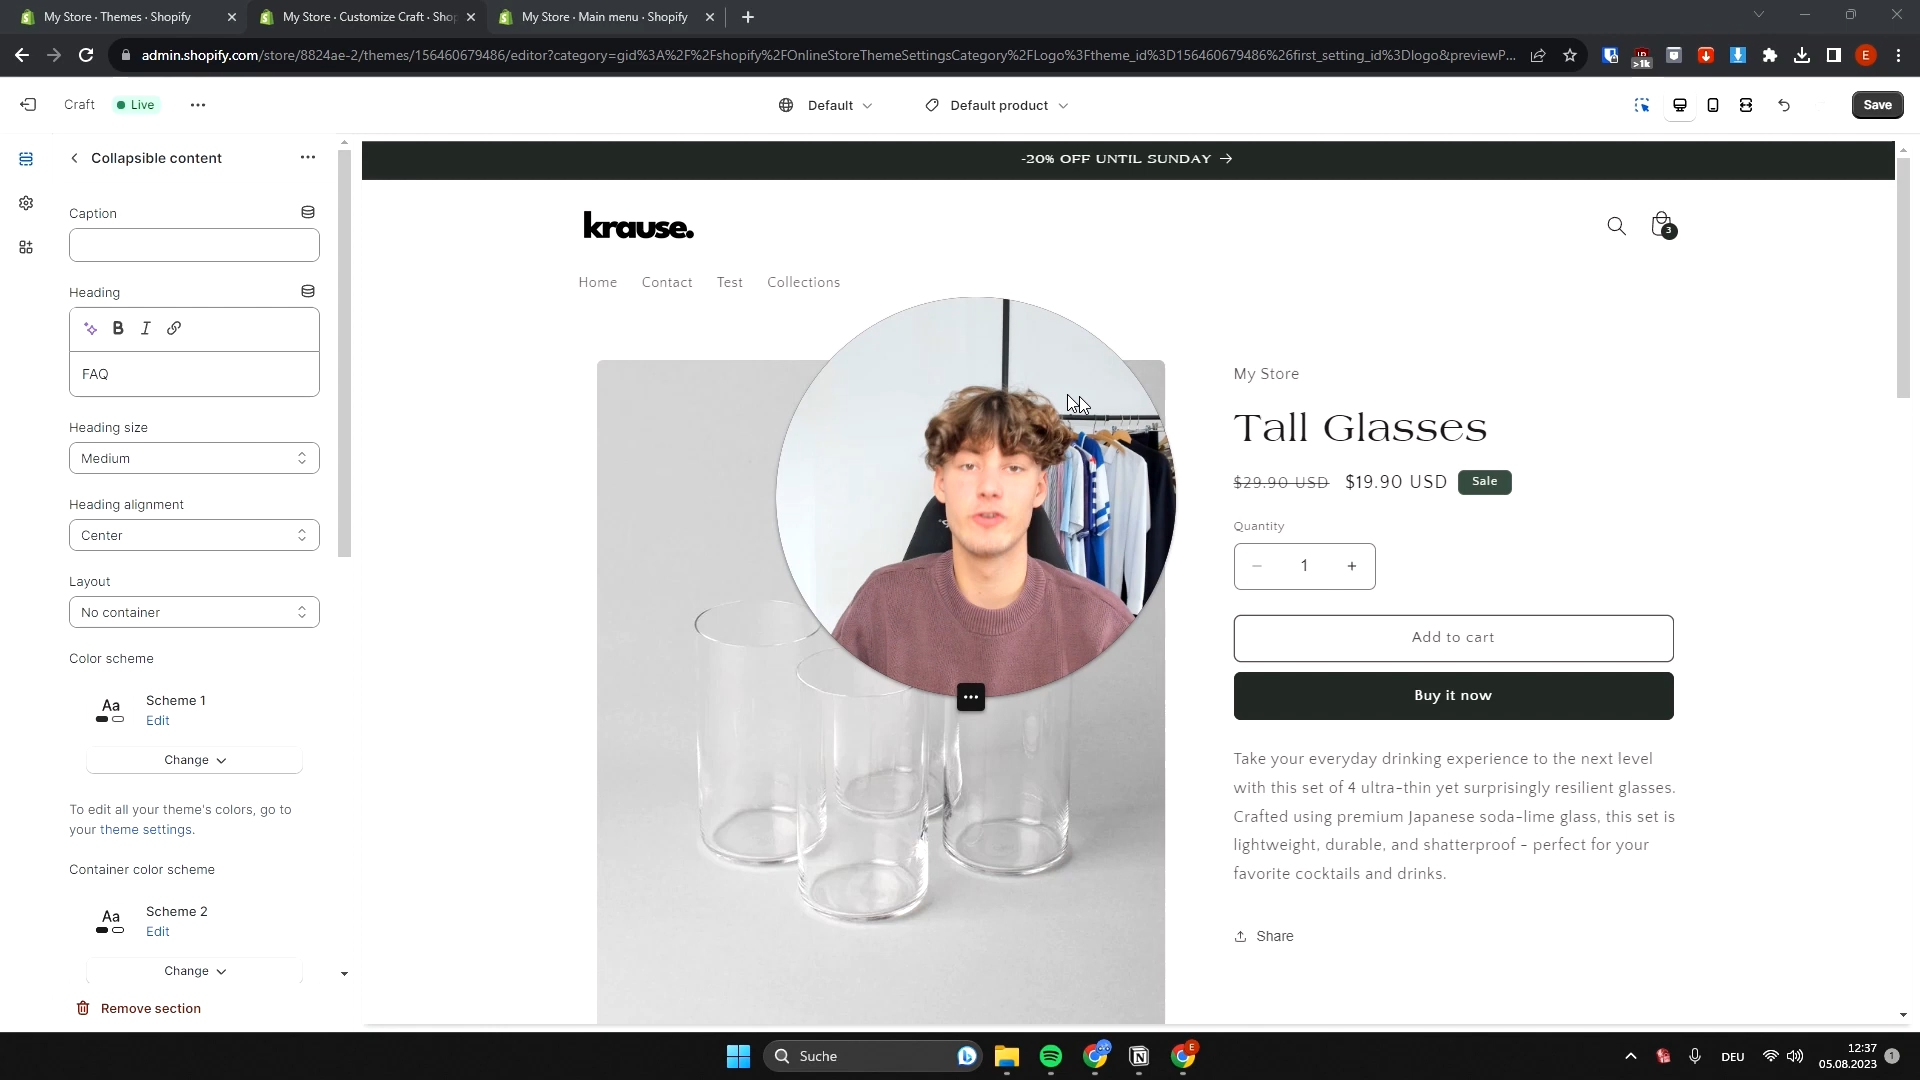 My Store · Themes · Shopify
My Store · Customize Craft · Shop
My Store · Main menu · Shopify
admin.shopify.com/store/8824ae-2/themes/156460679486/editor?category=gid%3A%2F%2Fshopify%2FOnlineStoreThemeSettingsCategory%2FLogo%3Ftheme_id%3D156460679486%26first_setting_id%3Dlogo&previewP...
>1k
E
Craft
Live
Default
Default product
Save
Collapsible content
Caption
Heading
B I
FAQ
Heading size
Medium
Heading alignment
Center
Layout
No container
Color scheme
Aa
Scheme 1
Edit
Change
To edit all your theme's colors, go to
your theme settings.
Container color scheme
Aa
Scheme 2
Edit
Change
Remove section
-20% OFF UNTIL SUNDAY →
krause.
3
Home
Contact
Test
Collections
My Store
Tall Glasses
$29.90 USD $19.90 USD Sale
Quantity
− 1 +
Add to cart
Buy it now
Take your everyday drinking experience to the next level
with this set of 4 ultra-thin yet surprisingly resilient glasses.
Crafted using premium Japanese soda-lime glass, this set is
lightweight, durable, and shatterproof - perfect for your
favorite cocktails and drinks.
Share
Suche
E
DEU
12:37
05.08.2023
1